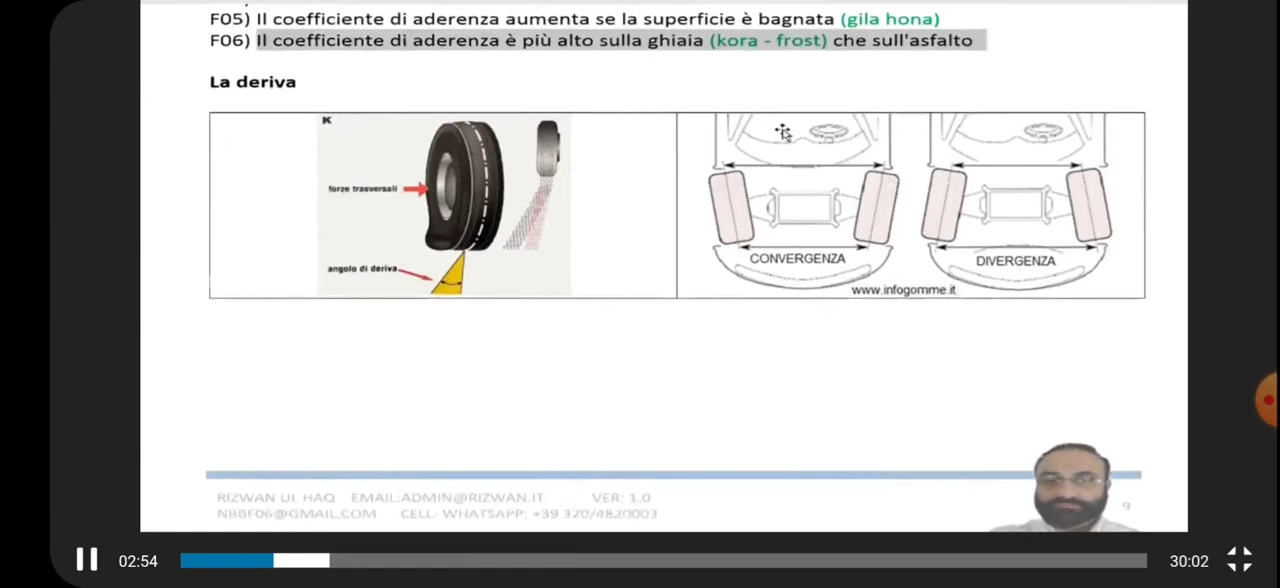 F05) Il coefficiente di aderenza aumenta se la superficie è bagnata (gila hona)
F06) Il coefficiente di aderenza è più alto sulla ghiaia (kora - frost) che sull'asfalto
La deriva
K
forze trasversali
angolo di deriva
CONVERGENZA
DIVERGENZA
www.infogomme.it
RIZWAN UL HAQ EMAIL:ADMIN@RIZWAN.IT VER: 1.0
NBBF06@GMAIL.COM CELL- WHATSAPP: +39 320/4820003
9
02:54
30:02